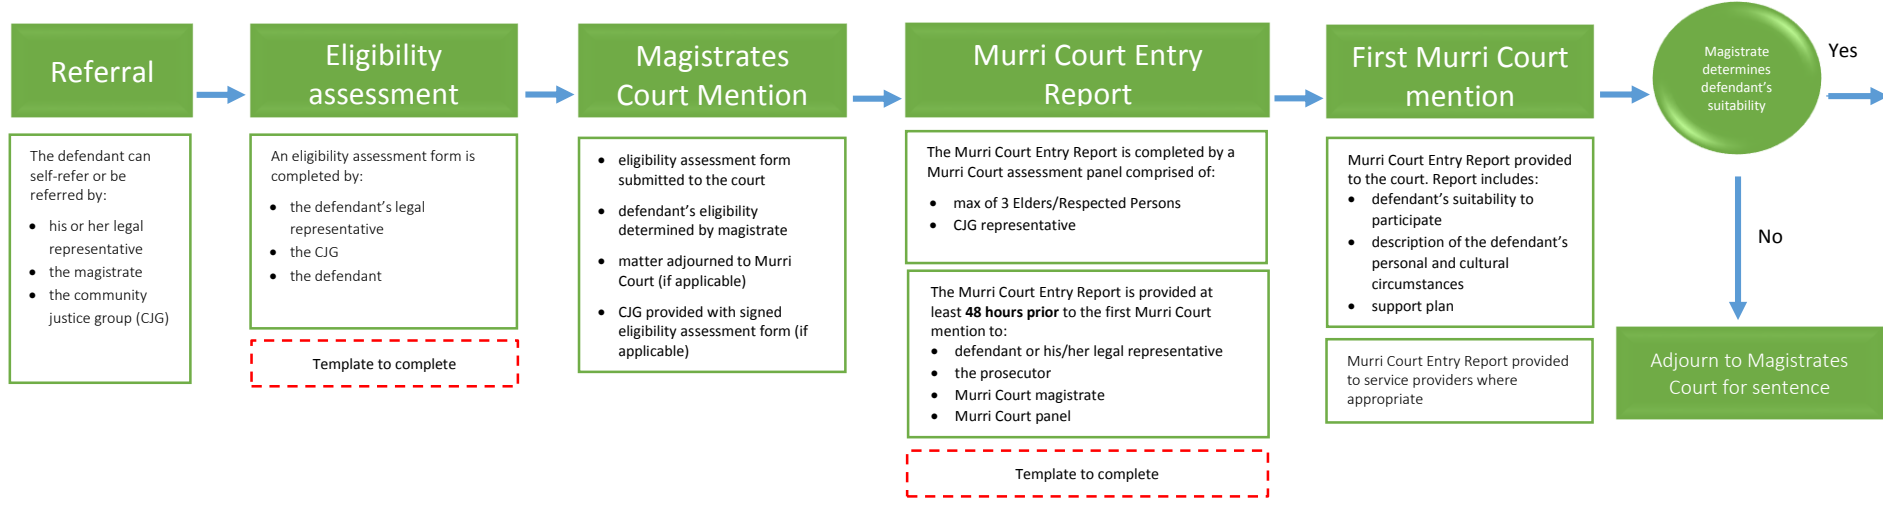 Referral
The defendant can
self-refer or be
referred by:
• his or her legal
representative
• the magistrate
• the community
justice group (CJG)
Eligibility
assessment
An eligibility assessment form is
completed by:
• the defendant's legal
representative
• the CJG
• the defendant
Template to complete
Magistrates
Court Mention
• eligibility assessment form
submitted to the court
• defendant's eligibility
determined by magistrate
• matter adjourned to Murri
Court (if applicable)
• CJG provided with signed
eligibility assessment form (if
applicable)
Murri Court Entry
Report
The Murri Court Entry Report is completed by a
Murri Court assessment panel comprised of:
• max of 3 Elders/Respected Persons
• CJG representative
The Murri Court Entry Report is provided at
least 48 hours prior to the first Murri Court
mention to:
• defendant or his/her legal representative
• the prosecutor
• Murri Court magistrate
• Murri Court panel
Template to complete
First Murri Court
mention
Murri Court Entry Report provided
to the court. Report includes:
• defendant's suitability to
participate
• description of the defendant's
personal and cultural
circumstances
• support plan
Murri Court Entry Report provided
to service providers where
appropriate
Magistrate
determines
defendant's
suitability
Yes
No
Adjourn to Magistrates
Court for sentence